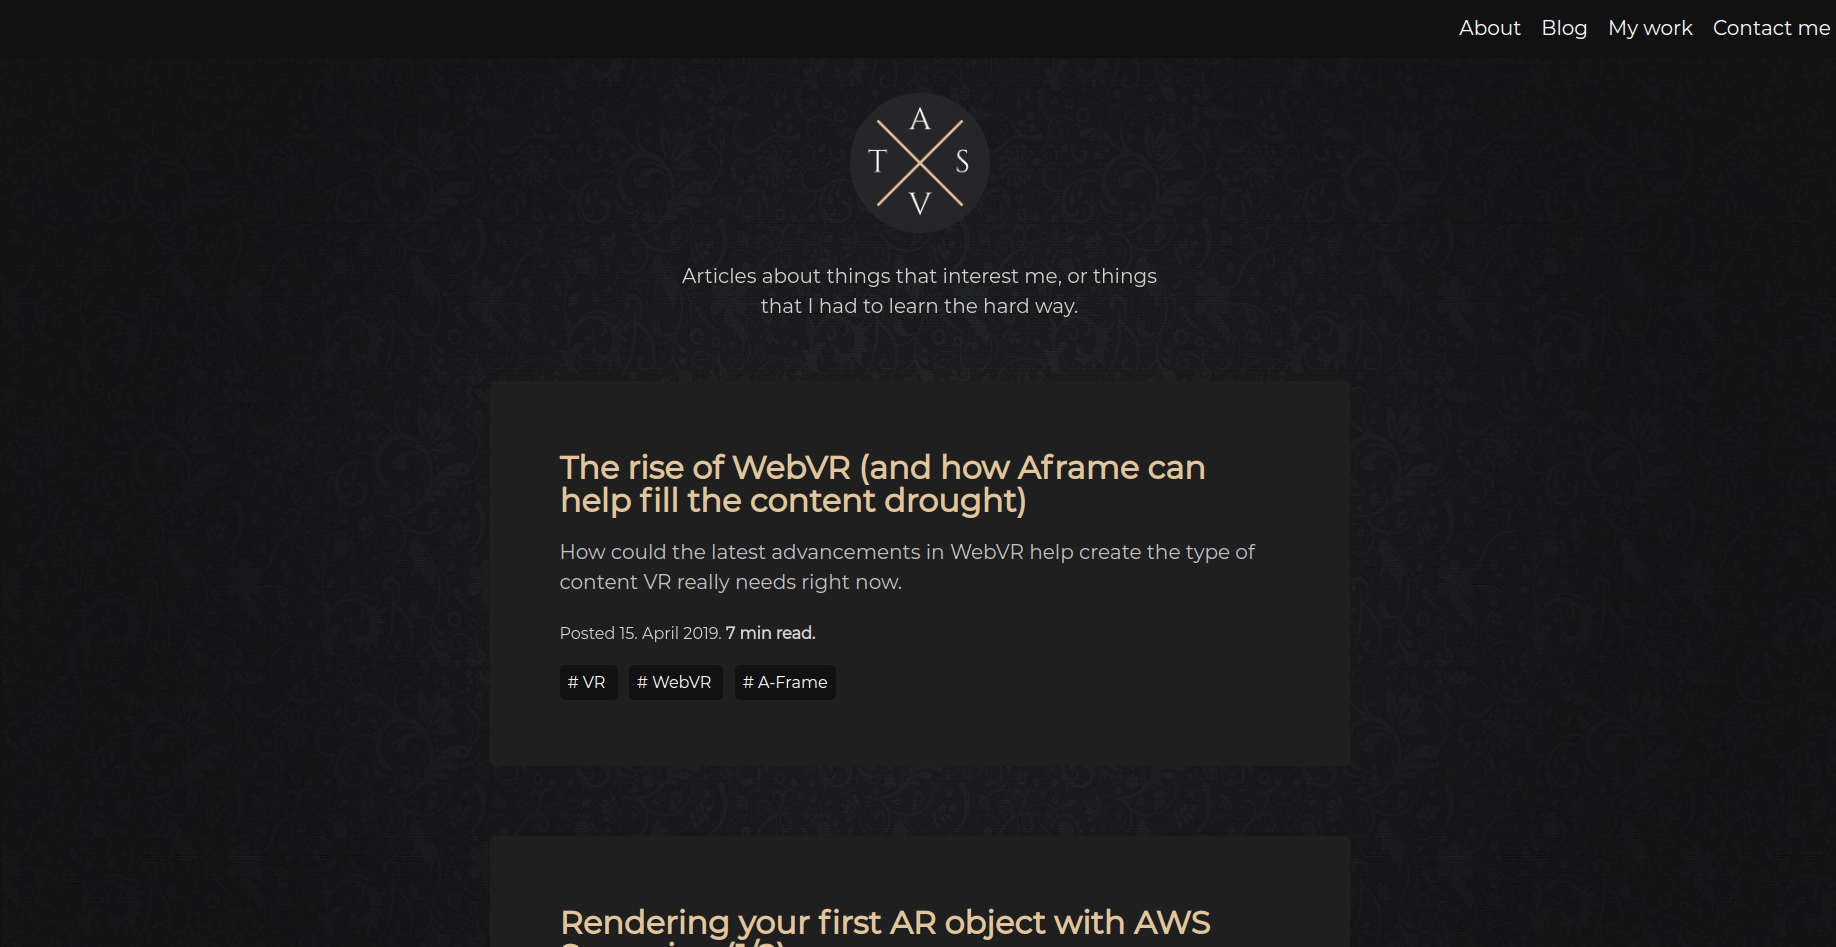 About Blog My work Contact me
A
T S
V
Articles about things that interest me, or things
that I had to learn the hard way.
The rise of WebVR (and how Aframe can
help fill the content drought)
How could the latest advancements in WebVR help create the type of
content VR really needs right now.
Posted 15. April 2019. 7 min read.
# VR # WebVR # A-Frame
Rendering your first AR object with AWS